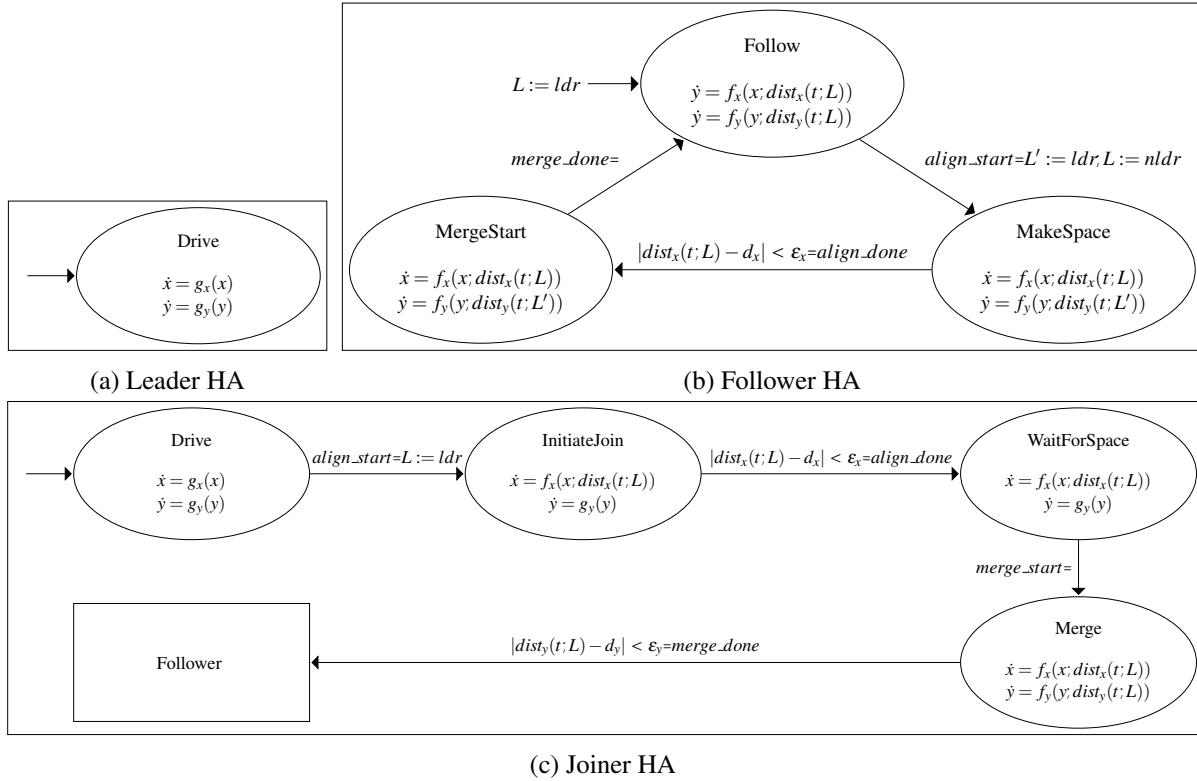 Follow
L := ldr
ẏ = f_x(x; dist_x(t; L))
ẏ = f_y(y; dist_y(t; L))
merge_done=
align_start=L′ := ldr, L := nldr
Drive
ẋ = g_x(x)
ẏ = g_y(y)
MergeStart
ẋ = f_x(x; dist_x(t; L))
ẏ = f_y(y; dist_y(t; L′))
|dist_x(t; L) − d_x| < ε_x=align_done
MakeSpace
ẋ = f_x(x; dist_x(t; L))
ẏ = f_y(y; dist_y(t; L′))
(a) Leader HA
(b) Follower HA
Drive
ẋ = g_x(x)
ẏ = g_y(y)
align_start=L := ldr
InitiateJoin
ẋ = f_x(x; dist_x(t; L))
ẏ = g_y(y)
|dist_x(t; L) − d_x| < ε_x=align_done
WaitForSpace
ẋ = f_x(x; dist_x(t; L))
ẏ = g_y(y)
merge_start=
Merge
ẋ = f_x(x; dist_x(t; L))
ẏ = f_y(y; dist_y(t; L))
|dist_y(t; L) − d_y| < ε_y=merge_done
Follower
(c) Joiner HA